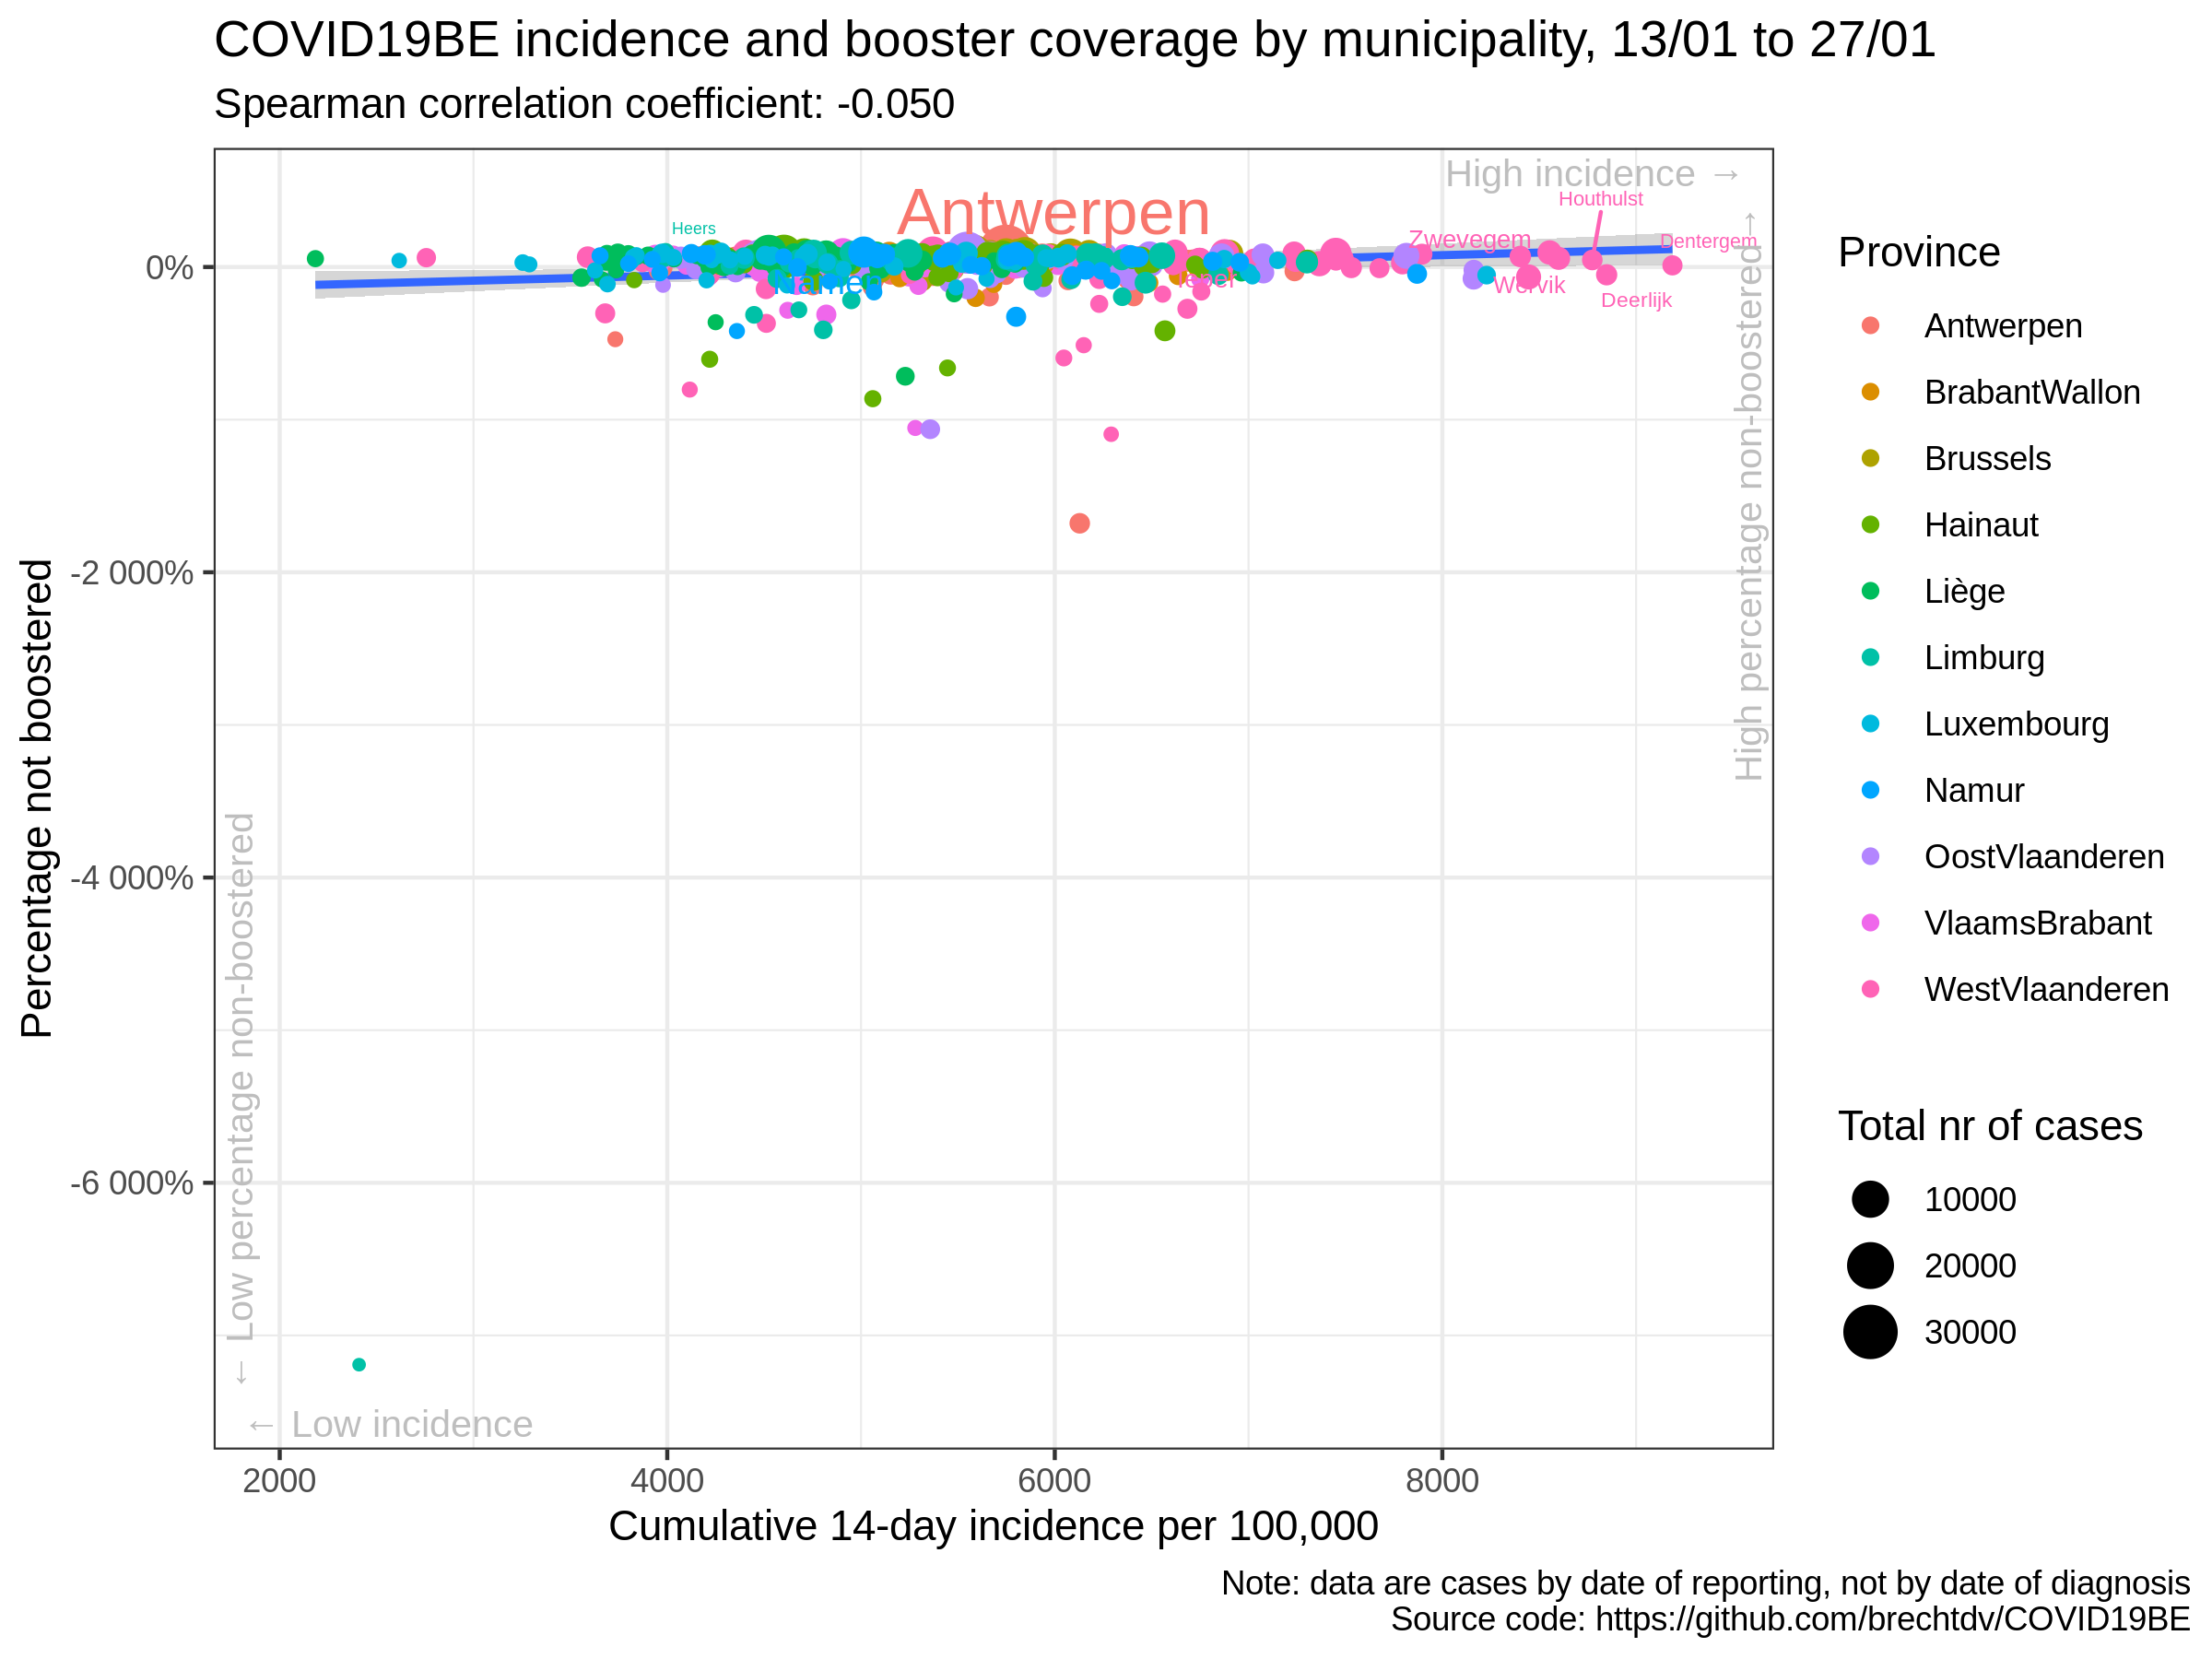 COVID19BE incidence and booster coverage by municipality, 13/01 to 27/01
Spearman correlation coefficient: -0.050
High incidence →
Houthulst
Antwerpen
Heers
Zwevegem
Dentergem
Wervik
Deerlijk
Ieper
High percentage non-boostered →
← Low percentage non-boostered
← Low incidence
0%
-2 000%
-4 000%
-6 000%
Percentage not boostered
2000
4000
6000
8000
Cumulative 14-day incidence per 100,000
Province
Antwerpen
BrabantWallon
Brussels
Hainaut
Liège
Limburg
Luxembourg
Namur
OostVlaanderen
VlaamsBrabant
WestVlaanderen
Total nr of cases
10000
20000
30000
Note: data are cases by date of reporting, not by date of diagnosis
Source code: https://github.com/brechtdv/COVID19BE